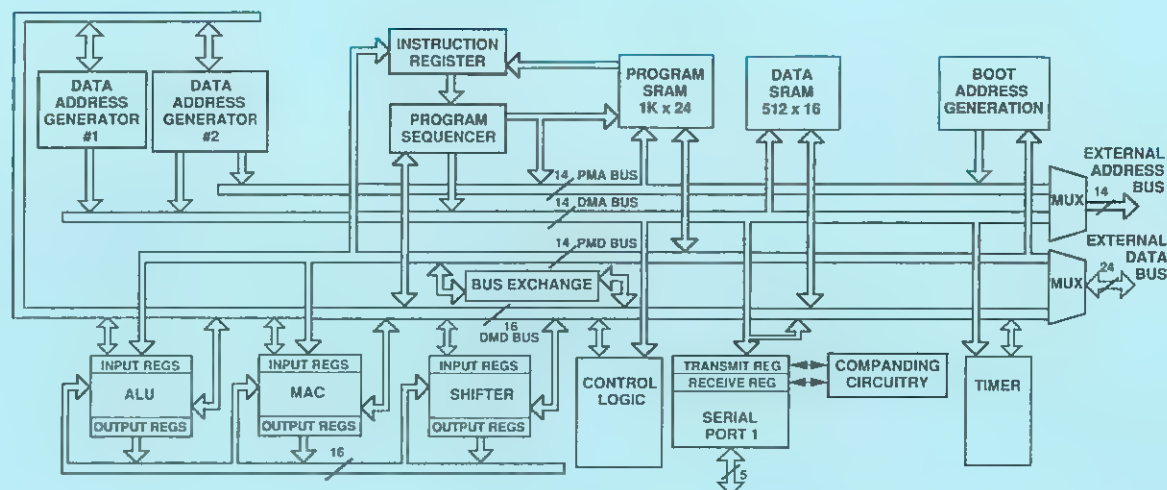 INSTRUCTION
REGISTER
PROGRAM
SRAM
1K x 24
DATA
SRAM
512 x 16
BOOT
ADDRESS
GENERATION
DATA
ADDRESS
GENERATOR
#1
DATA
ADDRESS
GENERATOR
#2
PROGRAM
SEQUENCER
EXTERNAL
ADDRESS
BUS
14 PMA BUS
MUX
14
14 DMA BUS
14 PMD BUS
EXTERNAL
DATA
BUS
BUS EXCHANGE
MUX
24
16
DMD BUS
INPUT REGS
ALU
OUTPUT REGS
INPUT REGS
MAC
OUTPUT REGS
INPUT REGS
SHIFTER
OUTPUT REGS
CONTROL
LOGIC
TRANSMIT REG
RECEIVE REG
SERIAL
PORT 1
COMPANDING
CIRCUITRY
TIMER
16
5